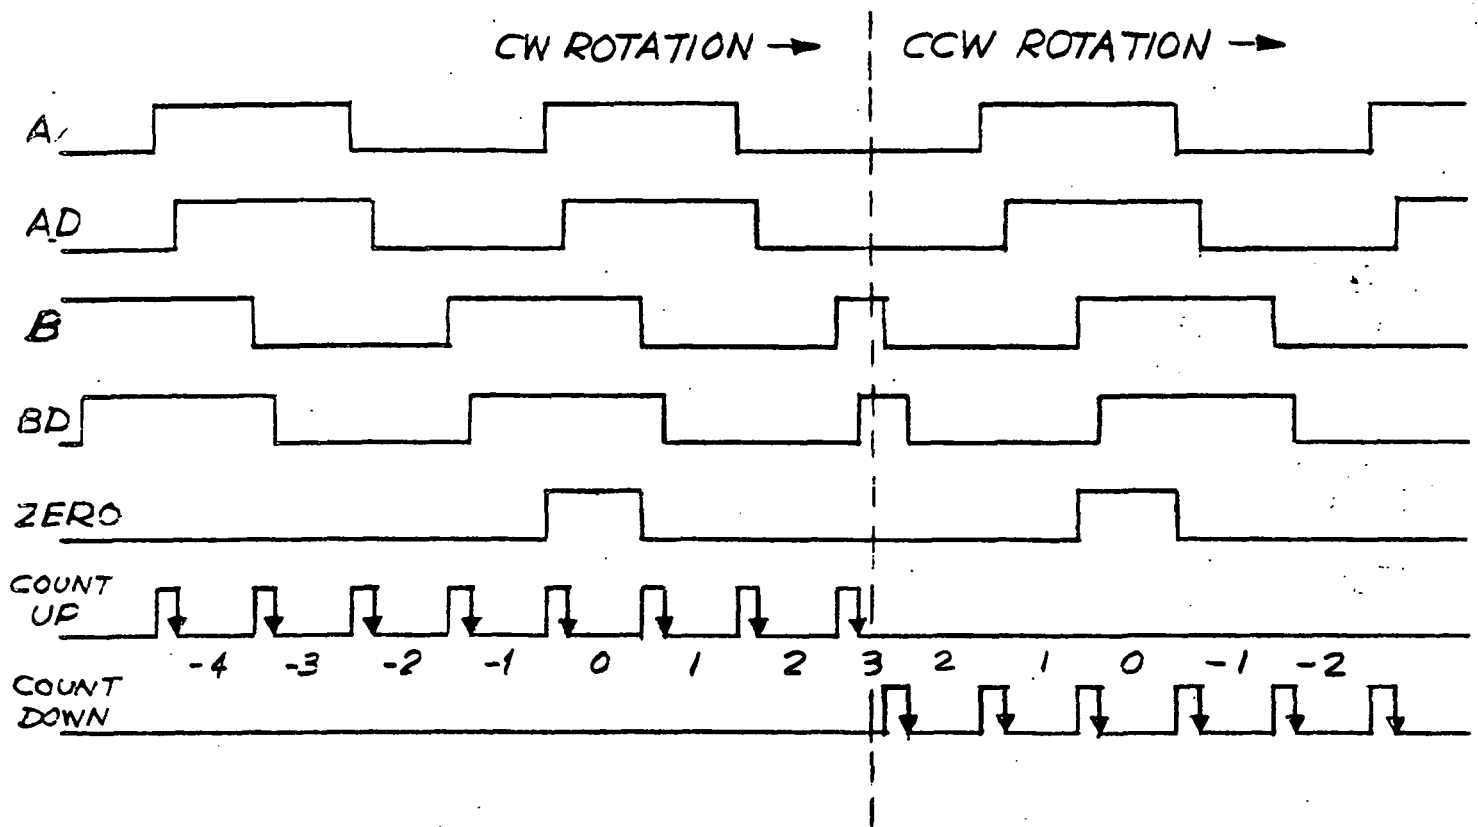 CW ROTATION → CCW ROTATION →
A
AD
B
BD
ZERO
COUNT
UP
-4 -3 -2 -1 0 1 2 3 2 1 0 -1 -2
COUNT
DOWN